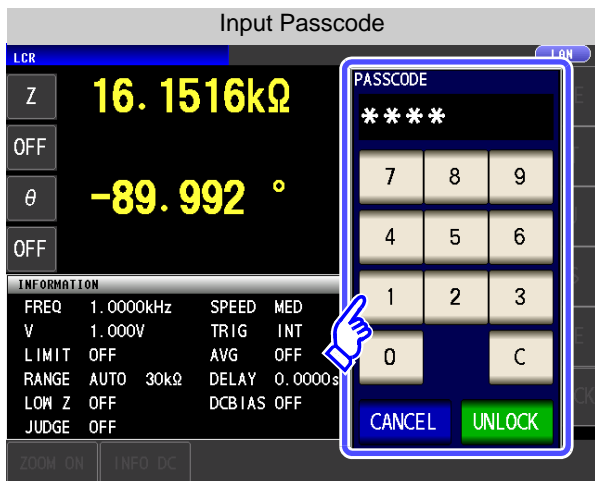 Input Passcode
LCR
LAN
Z 16.1516kΩ
OFF
θ -89.992 °
OFF
INFORMATION
FREQ 1.0000kHz SPEED MED
V 1.000V TRIG INT
LIMIT OFF AVG OFF
RANGE AUTO 30kΩ DELAY 0.0000s
LOW Z OFF DCBIAS OFF
JUDGE OFF
ZOOM ON INFO DC
PASSCODE
****
7 8 9
4 5 6
1 2 3
0 C
CANCEL UNLOCK